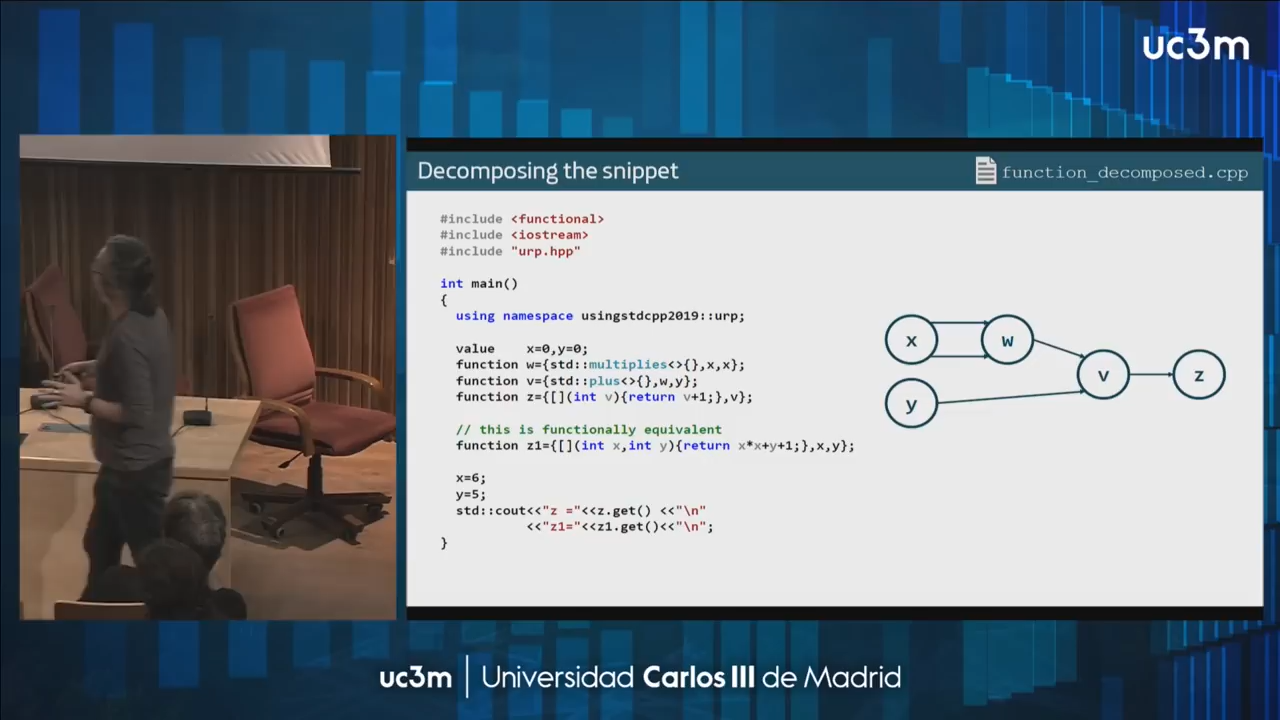 uc3m
Decomposing the snippet
function_decomposed.cpp
#include <functional>
#include <iostream>
#include "urp.hpp"
int main()
{
using namespace usingstdcpp2019::urp;
value x=0,y=0;
function w={std::multiplies<>{},x,x};
function v={std::plus<>{},w,y};
function z={[](int v){return v+1;},v};
// this is functionally equivalent
function z1={[](int x,int y){return x*x+y+1;},x,y};
x=6;
y=5;
std::cout<<"z ="<<z.get() <<"\n"
<<"z1="<<z1.get()<<"\n";
}
x
w
y
v
z
uc3m | Universidad Carlos III de Madrid